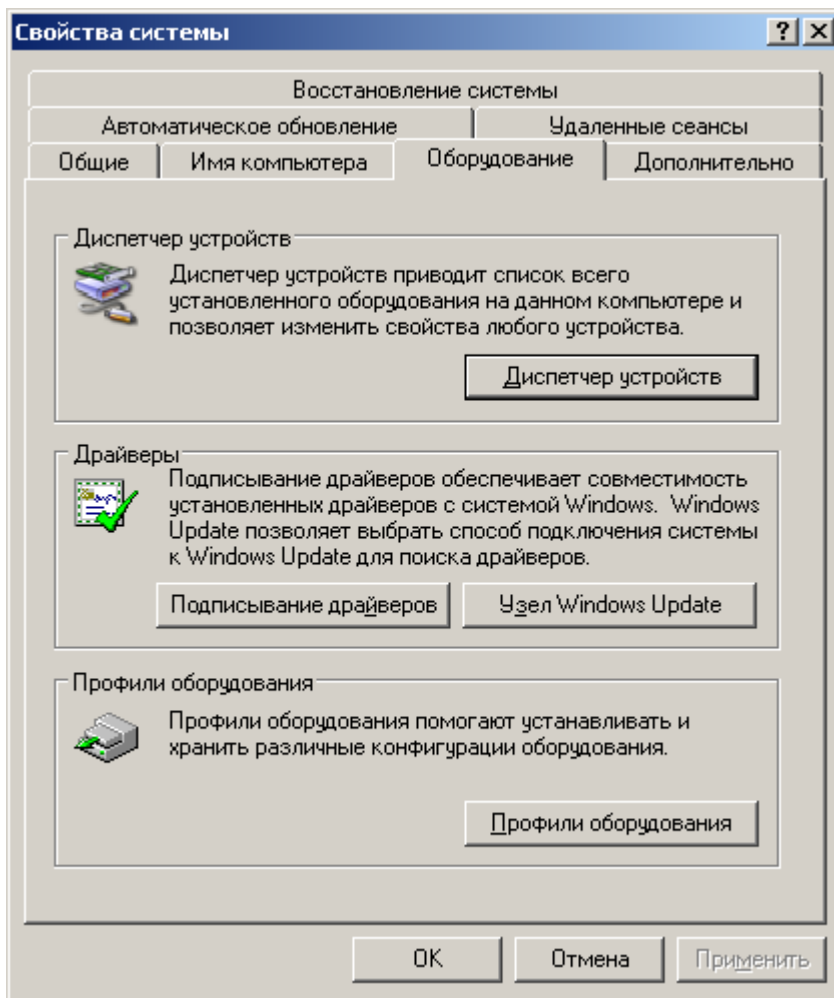 Свойства системы
Восстановление системы
Автоматическое обновление
Удаленные сеансы
Общие
Имя компьютера
Оборудование
Дополнительно
Диспетчер устройств
Диспетчер устройств приводит список всего
установленного оборудования на данном компьютере и
позволяет изменить свойства любого устройства.
Диспетчер устройств
Драйверы
Подписывание драйверов обеспечивает совместимость
установленных драйверов с системой Windows. Windows
Update позволяет выбрать способ подключения системы
к Windows Update для поиска драйверов.
Подписывание драйверов
Узел Windows Update
Профили оборудования
Профили оборудования помогают устанавливать и
хранить различные конфигурации оборудования.
Профили оборудования
OK
Отмена
Применить